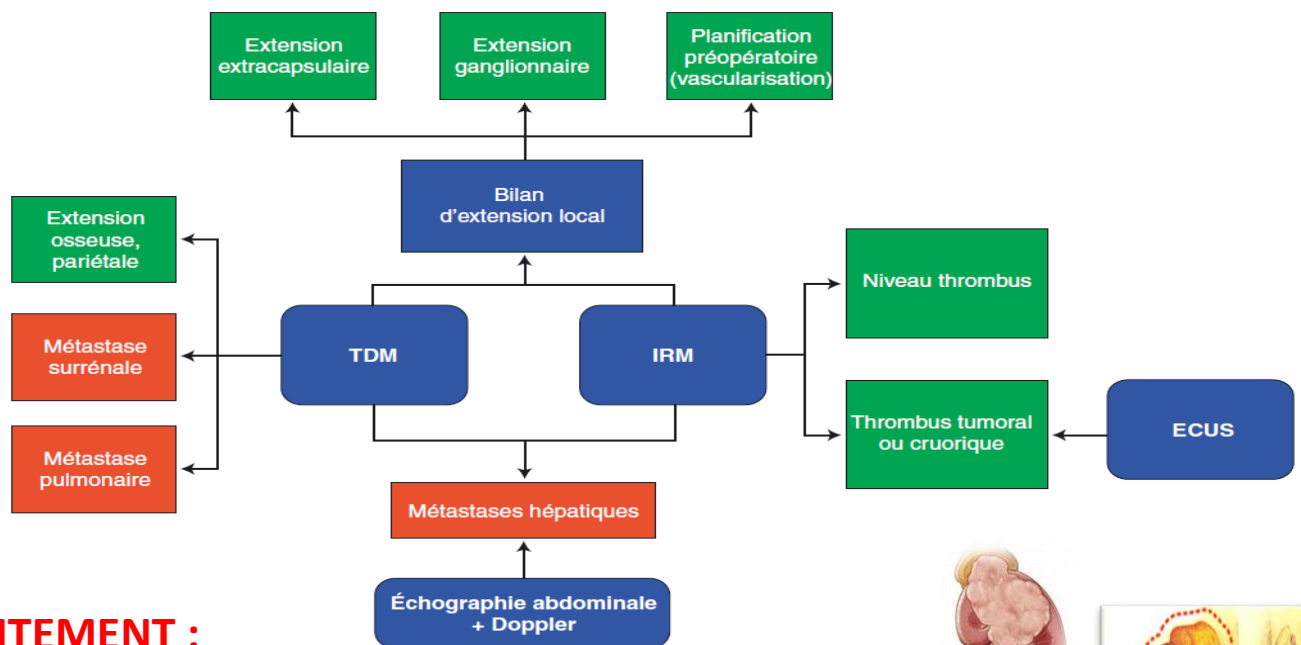 Extension
extracapsulaire
Extension
ganglionnaire
Planification
préopératoire
(vascularisation)
Bilan
d'extension local
Extension
osseuse,
pariétale
Métastase
surrénale
Métastase
pulmonaire
TDM
IRM
Niveau thrombus
Thrombus tumoral
ou cruorique
ECUS
Métastases hépatiques
Échographie abdominale
+ Doppler
ITEMENT :